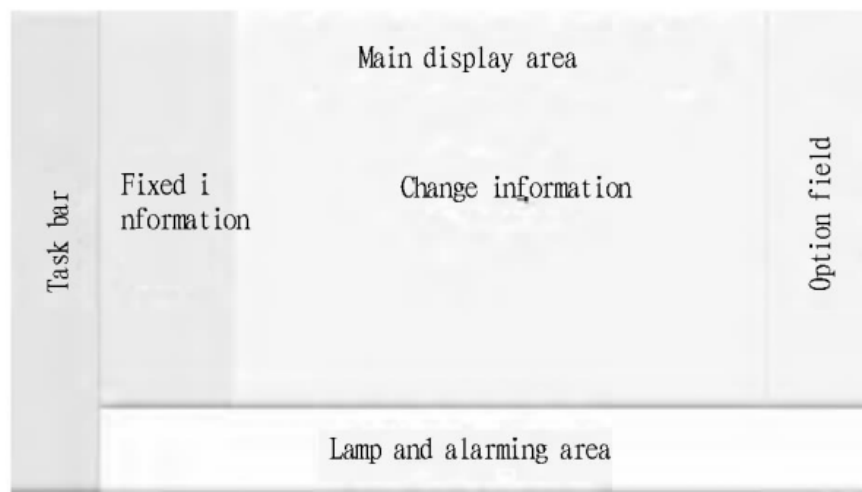 Main display area
Task bar
Fixed i
nformation
Change information
Option field
Lamp and alarming area